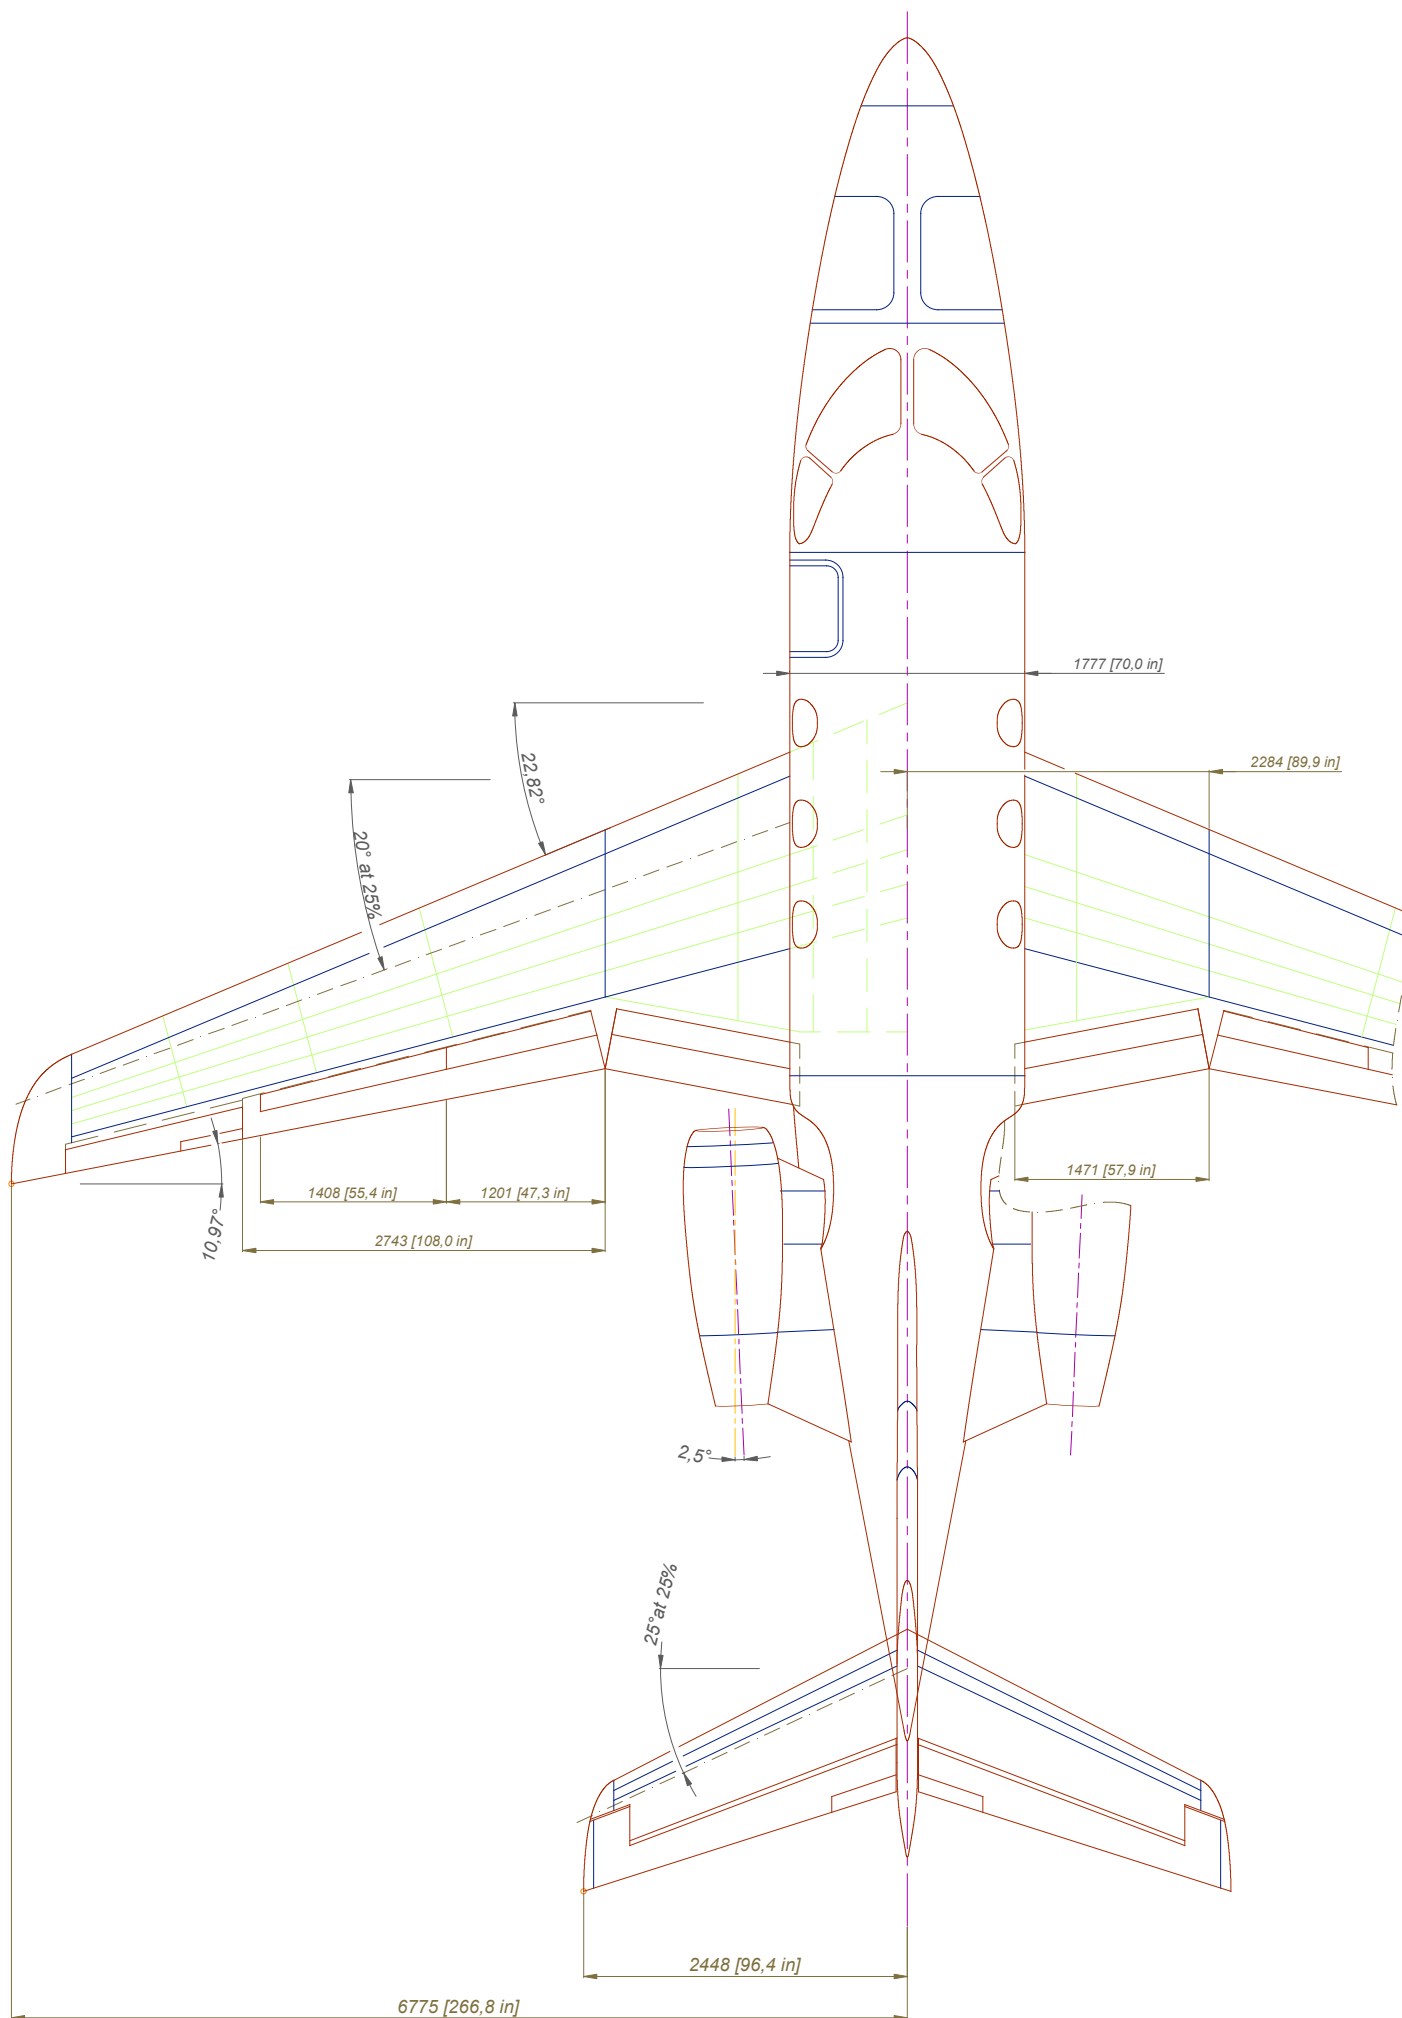 1777 [70,0 in]
22,82°
2284 [89,9 in]
20° at 25%
1471 [57,9 in]
1408 [55,4 in]
1201 [47,3 in]
10,97°
2743 [108,0 in]
2,5°
25°at 25%
2448 [96,4 in]
6775 [266,8 in]